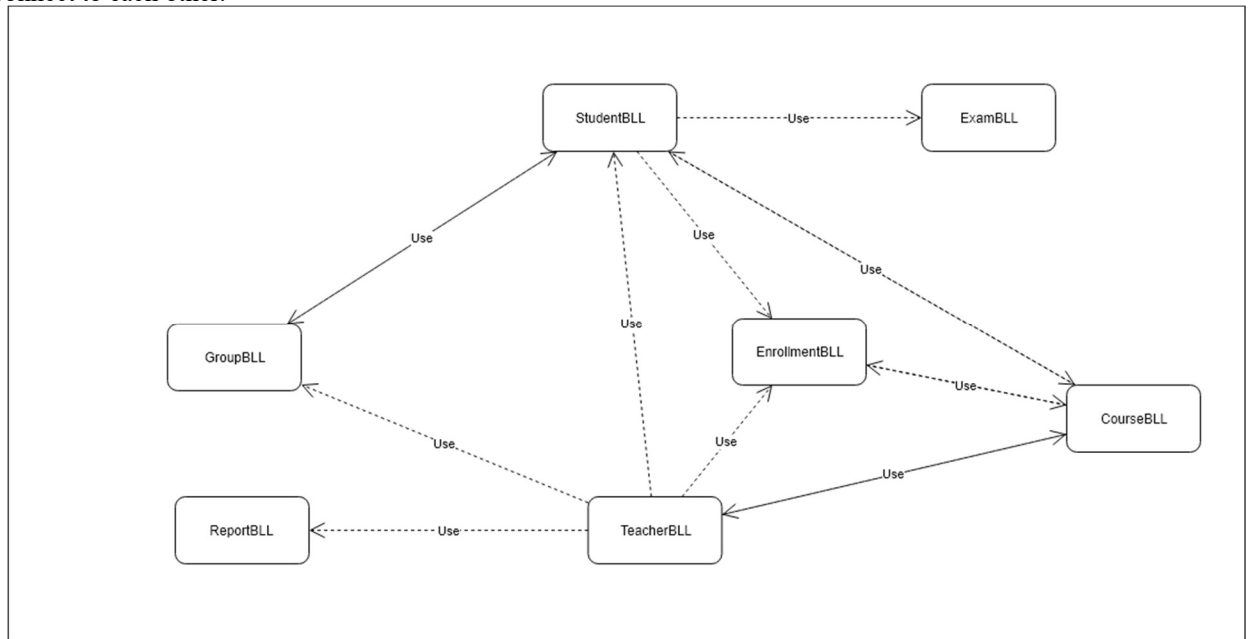 StudentBLL
Use
ExamBLL
Use
Use
Use
GroupBLL
Use
EnrollmentBLL
Use
CourseBLL
Use
Use
Use
ReportBLL
Use
TeacherBLL